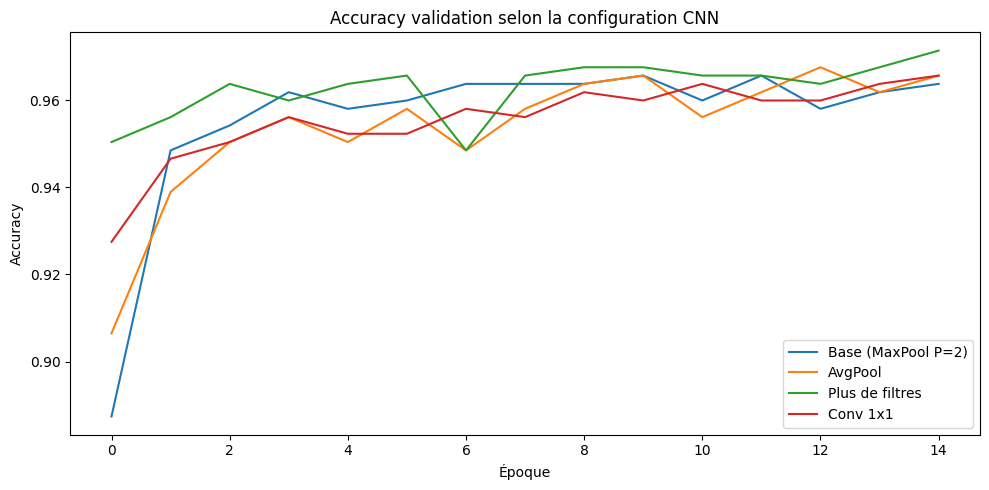 Accuracy validation selon la configuration CNN
Accuracy
0.96
0.94
0.92
0.90
0 2 4 6 8 10 12 14
Époque
Base (MaxPool P=2)
AvgPool
Plus de filtres
Conv 1x1